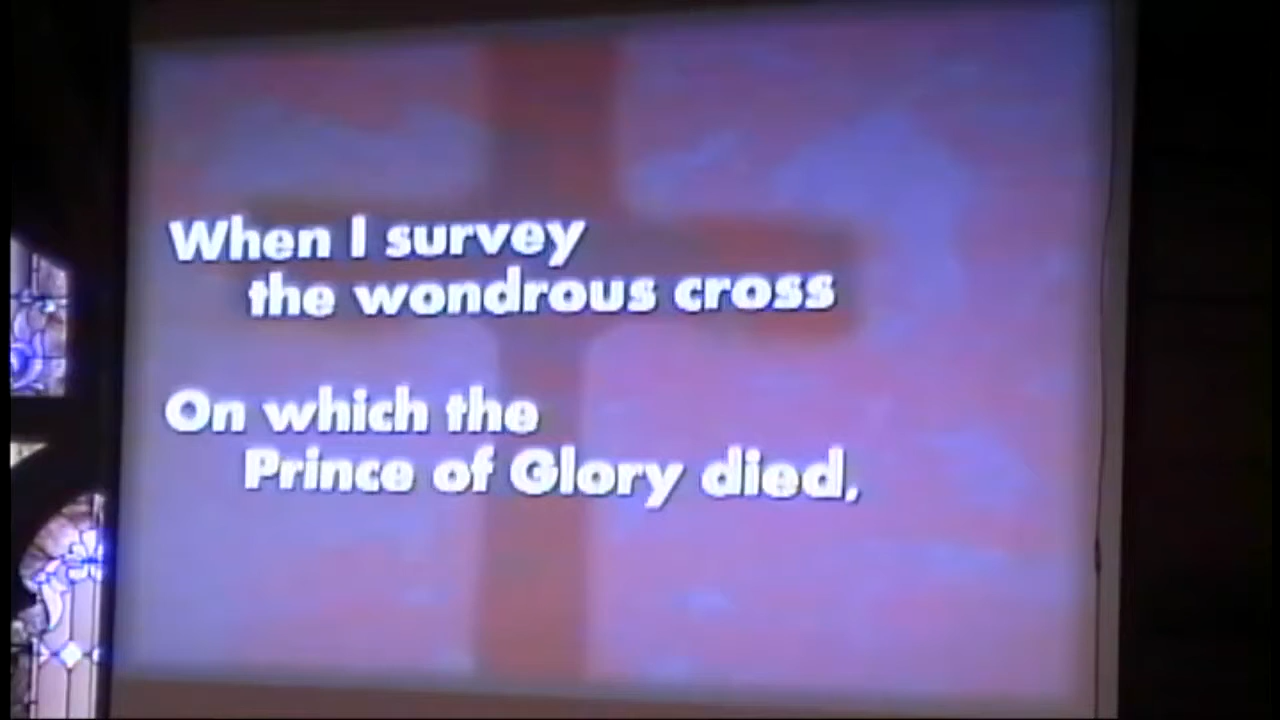 When I survey
the wondrous cross
On which the
Prince of Glory died,